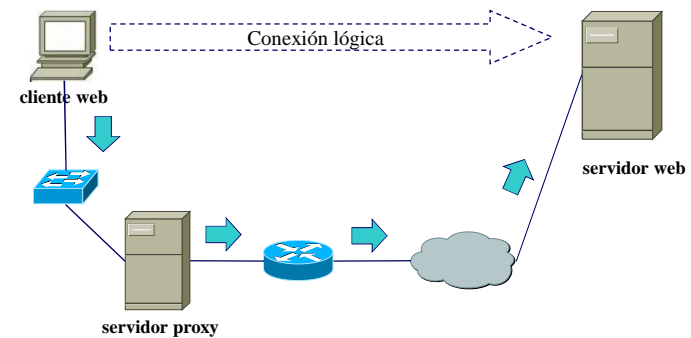 Conexión lógica
cliente web
servidor web
servidor proxy